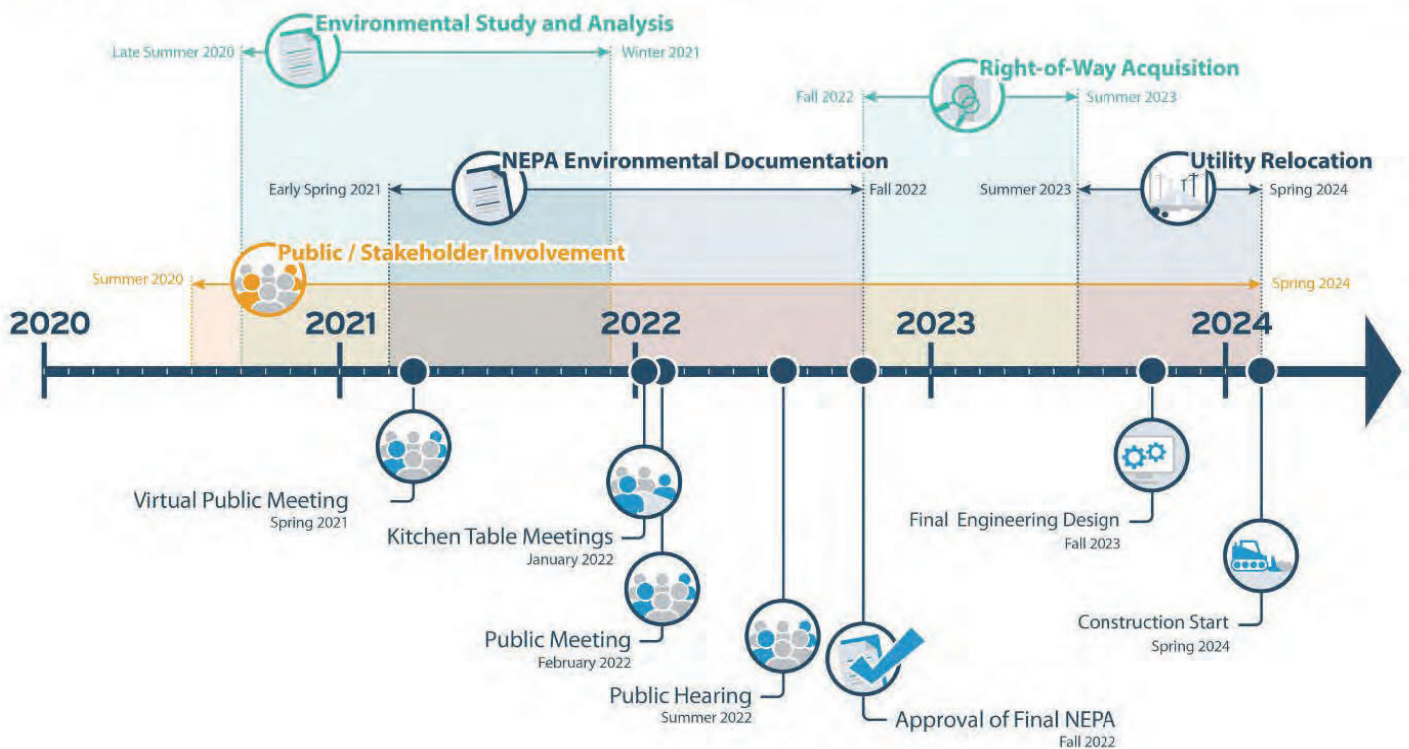 Environmental Study and Analysis
Late Summer 2020
Winter 2021
Right-of-Way Acquisition
Fall 2022
Summer 2023
NEPA Environmental Documentation
Early Spring 2021
Fall 2022
Utility Relocation
Summer 2023
Spring 2024
Public / Stakeholder Involvement
Summer 2020
Spring 2024
2020
2021
2022
2023
2024
Virtual Public Meeting
Spring 2021
Kitchen Table Meetings
January 2022
Public Meeting
February 2022
Public Hearing
Summer 2022
Approval of Final NEPA
Fall 2022
Final Engineering Design
Fall 2023
Construction Start
Spring 2024